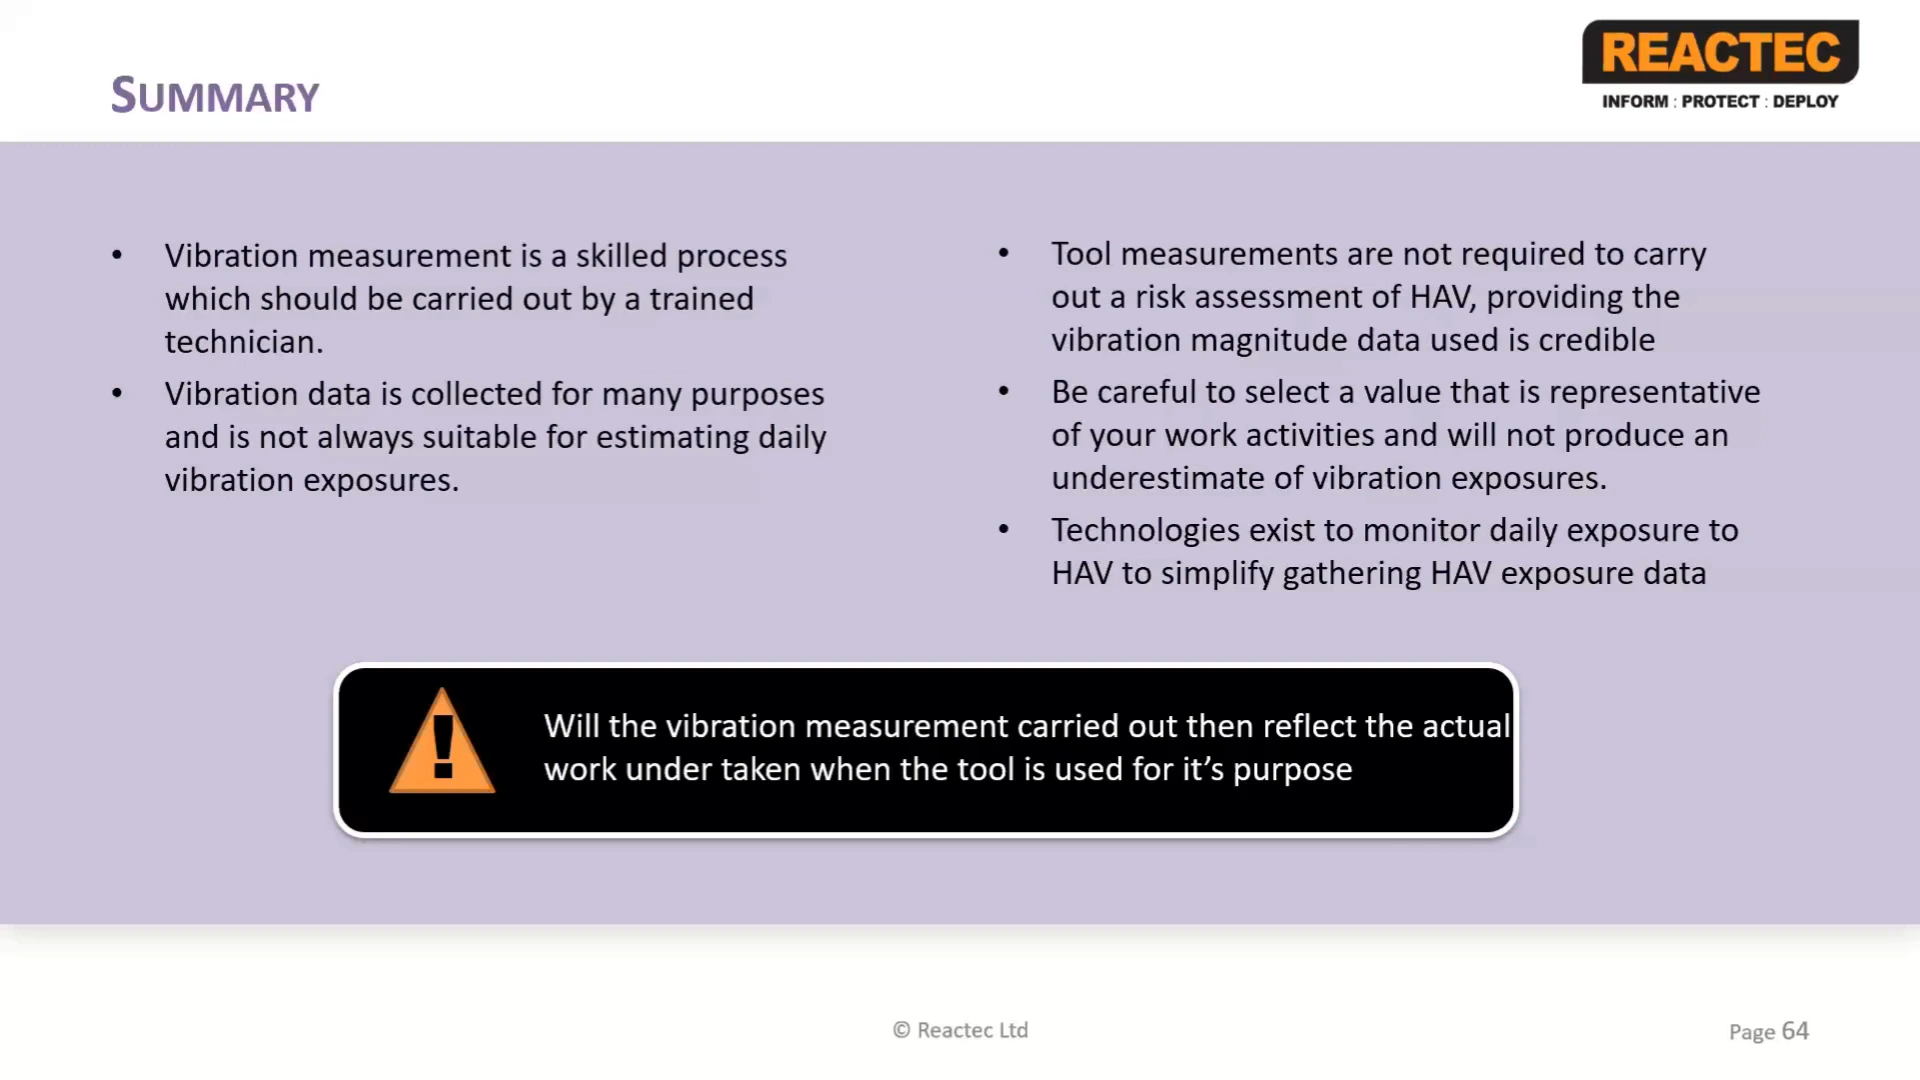 SUMMARY
REACTEC
INFORM : PROTECT : DEPLOY
• Vibration measurement is a skilled process
which should be carried out by a trained
technician.
• Vibration data is collected for many purposes
and is not always suitable for estimating daily
vibration exposures.
• Tool measurements are not required to carry
out a risk assessment of HAV, providing the
vibration magnitude data used is credible
• Be careful to select a value that is representative
of your work activities and will not produce an
underestimate of vibration exposures.
• Technologies exist to monitor daily exposure to
HAV to simplify gathering HAV exposure data
!
Will the vibration measurement carried out then reflect the actual
work under taken when the tool is used for it’s purpose
© Reactec Ltd
Page 64